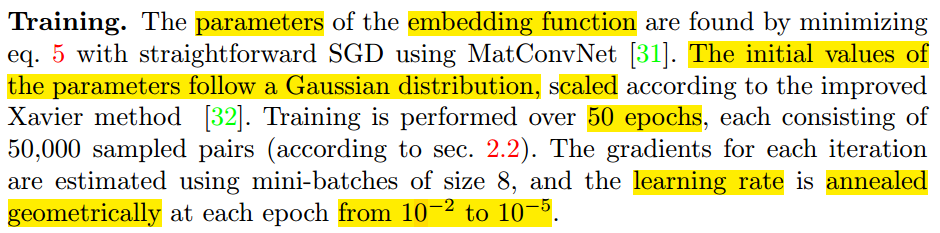 Training. The parameters of the embedding function are found by minimizing
eq. 5 with straightforward SGD using MatConvNet [31]. The initial values of
the parameters follow a Gaussian distribution, scaled according to the improved
Xavier method [32]. Training is performed over 50 epochs, each consisting of
50,000 sampled pairs (according to sec. 2.2). The gradients for each iteration
are estimated using mini-batches of size 8, and the learning rate is annealed
geometrically at each epoch from 10⁻² to 10⁻⁵.